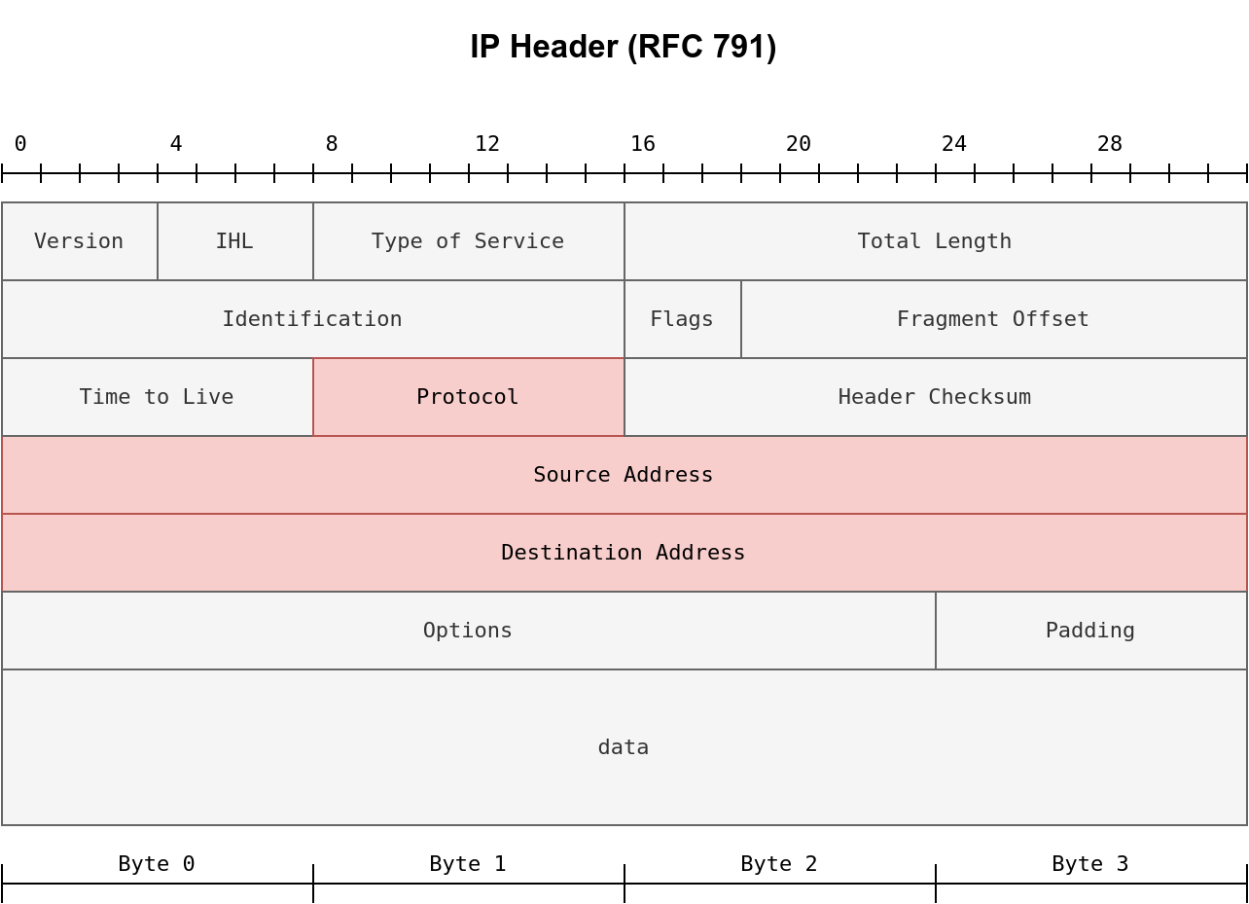 IP Header (RFC 791)
0 4 8 12 16 20 24 28
Version IHL Type of Service Total Length
Identification Flags Fragment Offset
Time to Live Protocol Header Checksum
Source Address
Destination Address
Options Padding
data
Byte 0 Byte 1 Byte 2 Byte 3